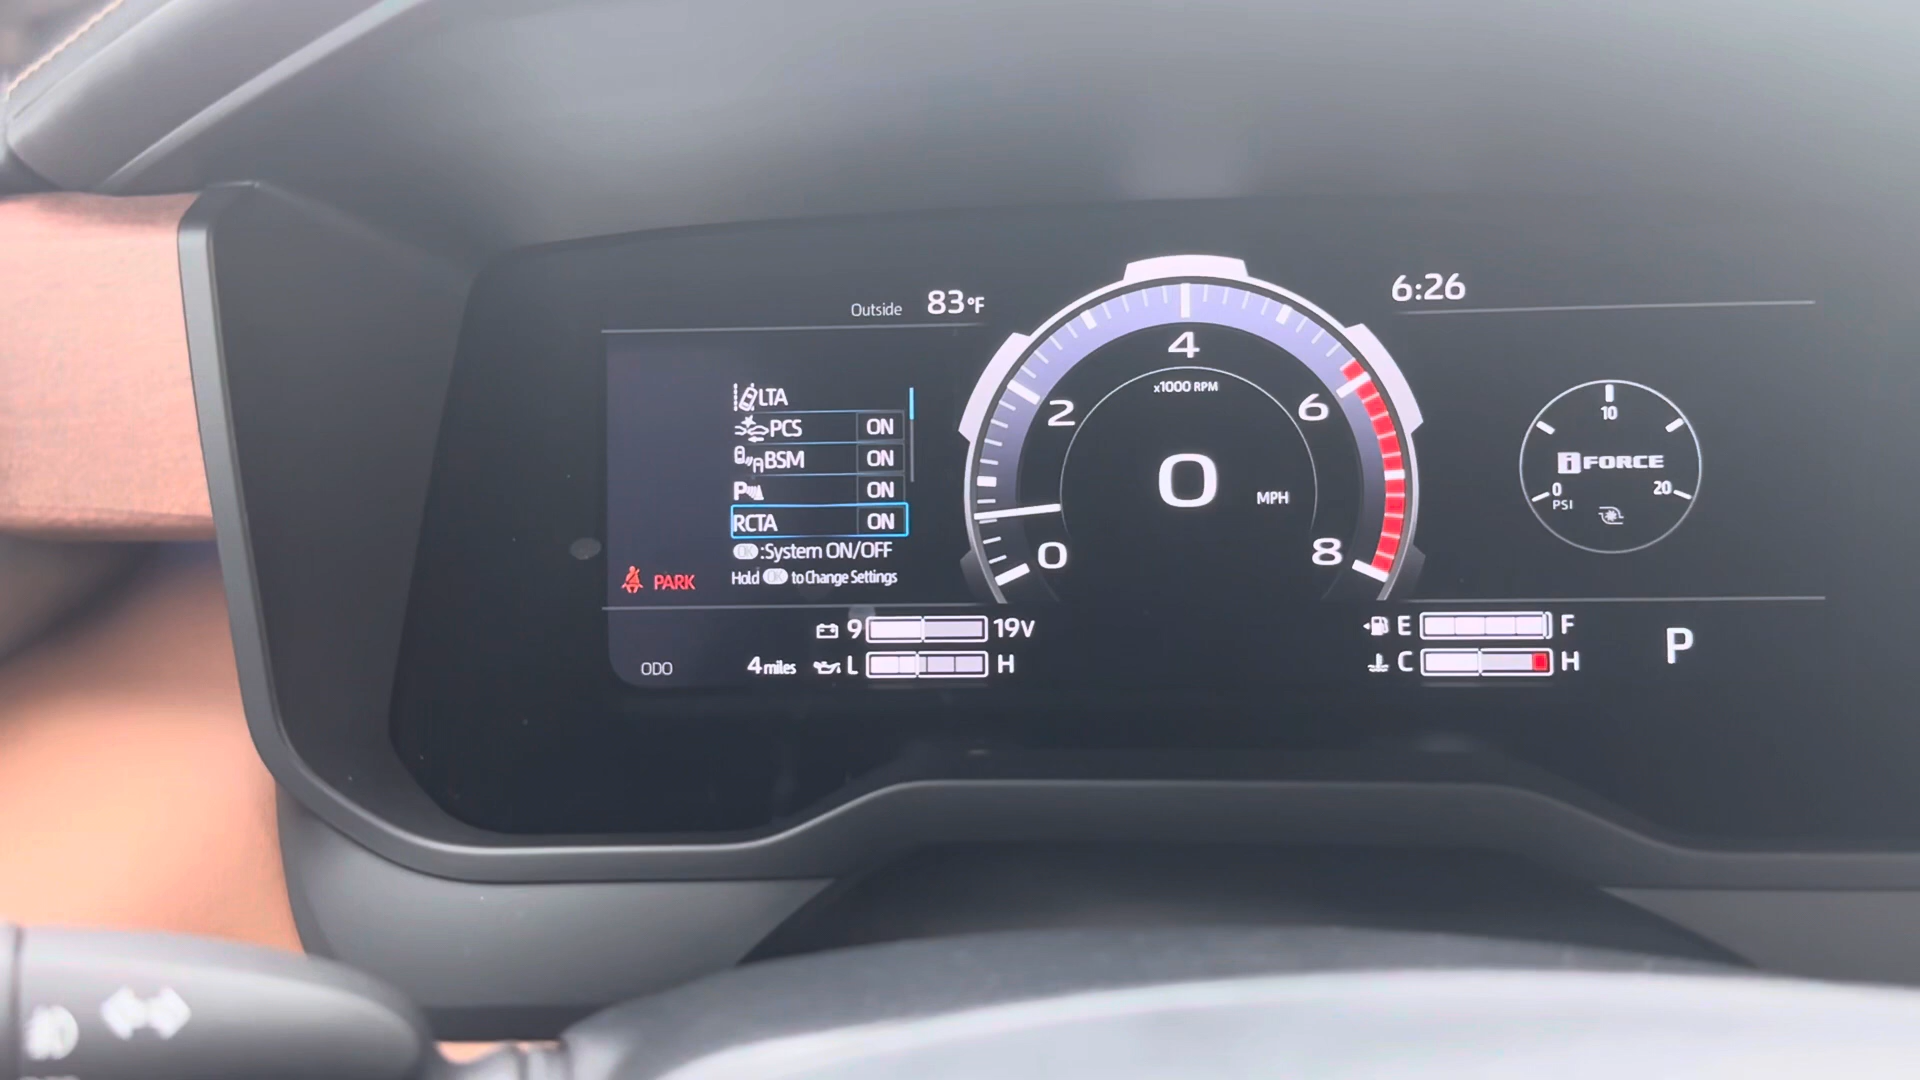 Outside 83°F
6:26
LTA
PCS ON
BSM ON
P ON
RCTA ON
OK :System ON/OFF
Hold OK to Change Settings
PARK
ODO 4 miles
9 19V
L H
0 2 4 6 8
x1000 RPM
0 MPH
10
iFORCE
0 20
PSI
E F
C H
P